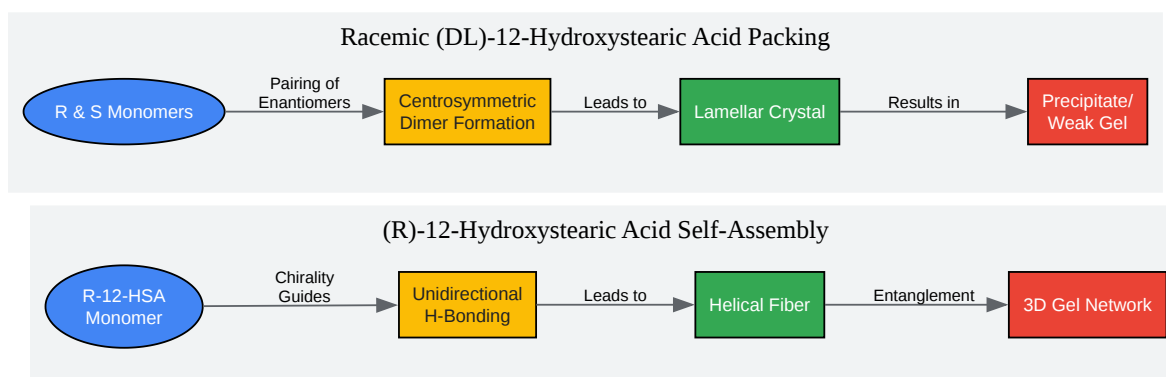 Racemic (DL)-12-Hydroxystearic Acid Packing
R & S Monomers
Pairing of
Enantiomers
Centrosymmetric
Dimer Formation
Leads to
Lamellar Crystal
Results in
Precipitate/
Weak Gel
(R)-12-Hydroxystearic Acid Self-Assembly
R-12-HSA
Monomer
Chirality
Guides
Unidirectional
H-Bonding
Leads to
Helical Fiber
Entanglement
3D Gel Network